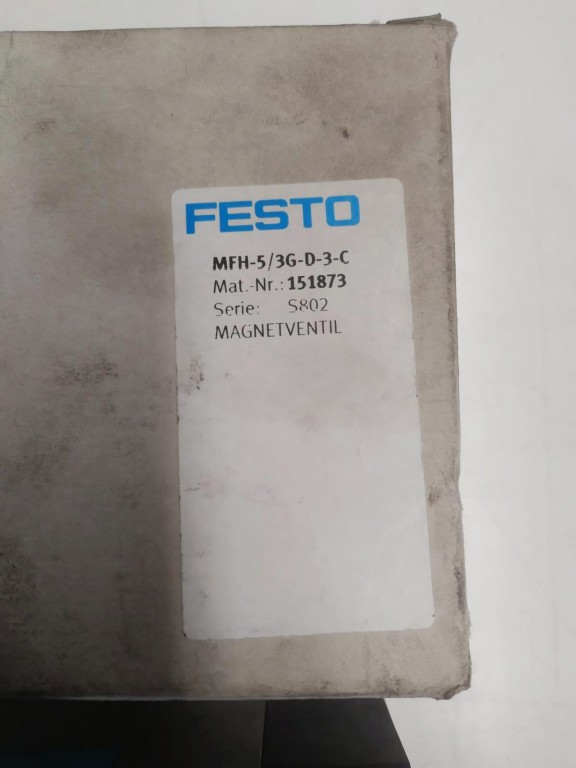 FESTO
MFH-5/3G-D-3-C
Mat.-Nr.: 151873
Serie: S802
MAGNETVENTIL